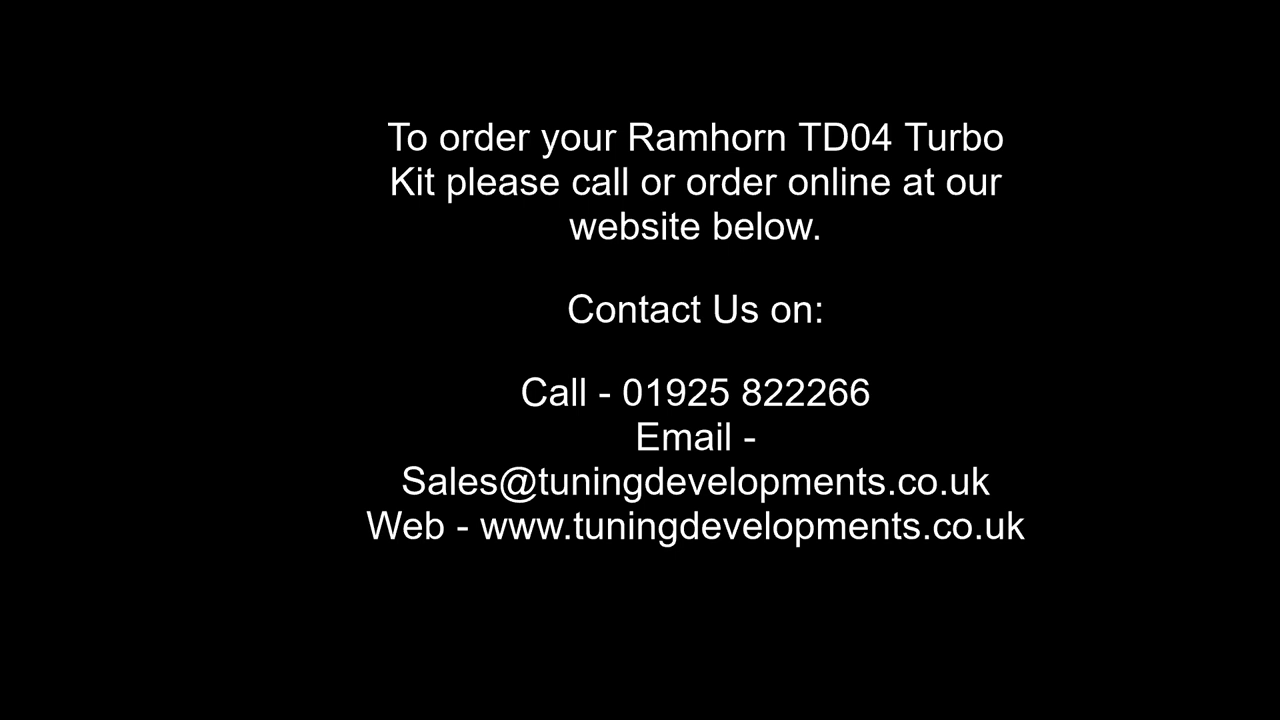 To order your Ramhorn TD04 Turbo
Kit please call or order online at our
website below.
Contact Us on:
Call - 01925 822266
Email -
Sales@tuningdevelopments.co.uk
Web - www.tuningdevelopments.co.uk